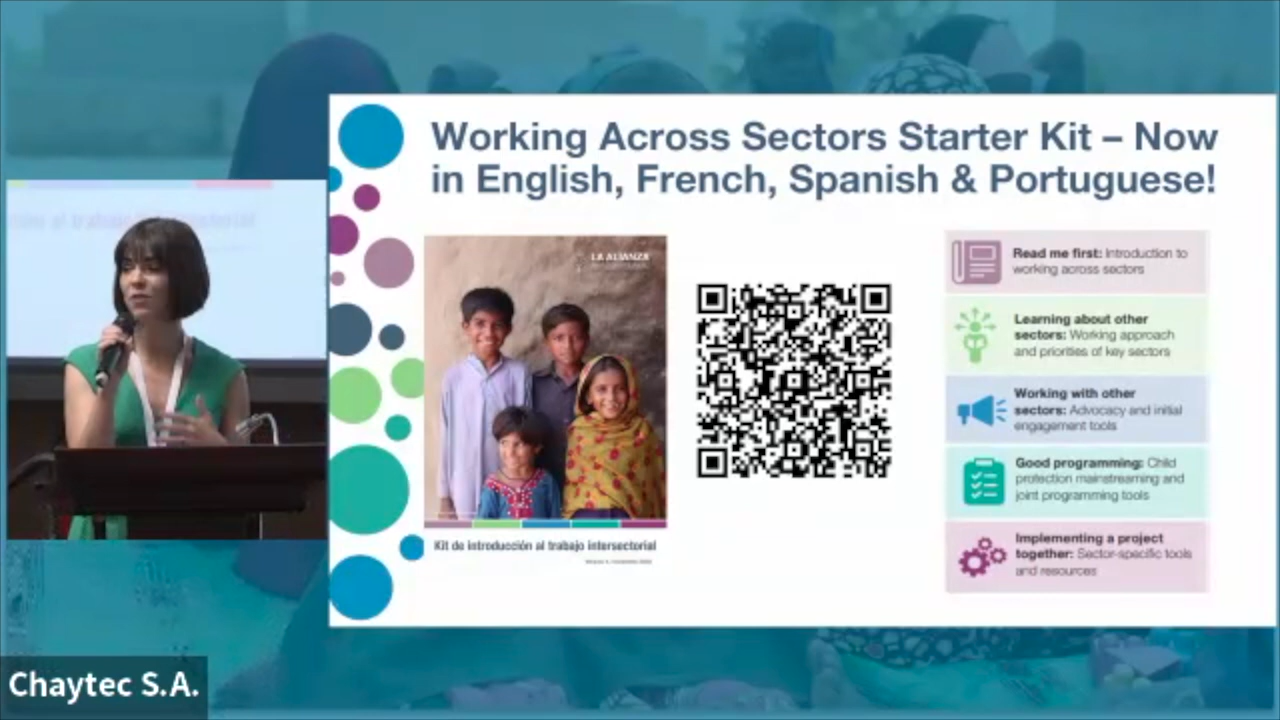 Working Across Sectors Starter Kit – Now
in English, French, Spanish & Portuguese!
LA ALIANZA
Kit de introducción al trabajo intersectorial
Read me first: Introduction to
working across sectors
Learning about other
sectors: Working approach
and priorities of key sectors
Working with other
sectors: Advocacy and initial
engagement tools
Good programming: Child
protection mainstreaming and
joint programming tools
Implementing a project
together: Sector-specific tools
and resources
Chaytec S.A.